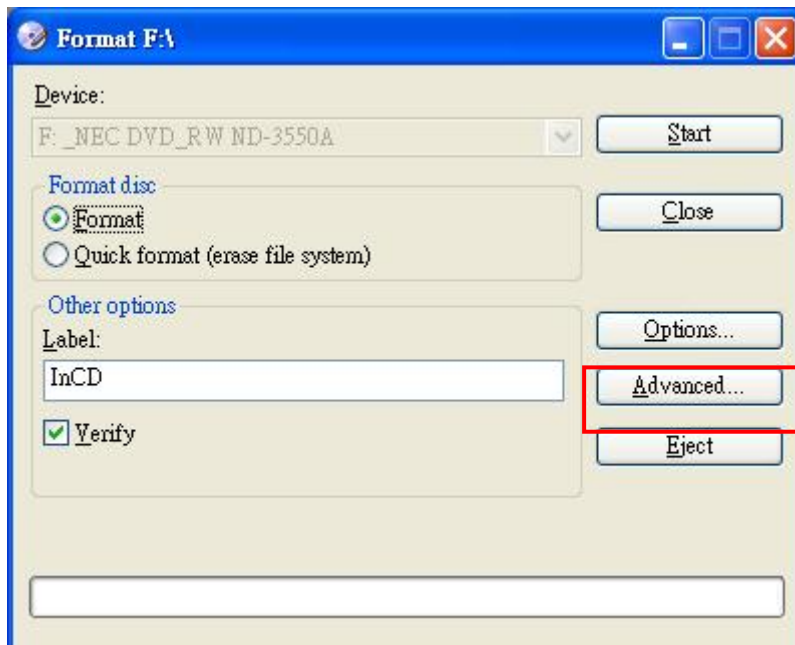 Format F:\
Device:
F: _NEC DVD_RW ND-3550A
Start
Format disc
Format
Close
Quick format (erase file system)
Other options
Label:
Options...
InCD
Advanced...
Verify
Eject